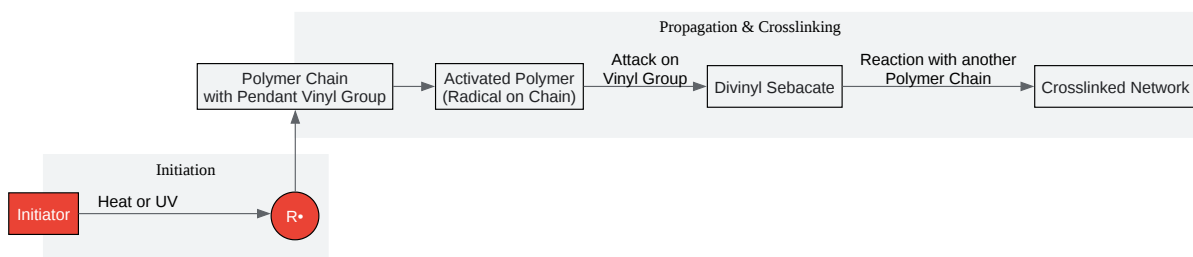 Propagation & Crosslinking
Polymer Chain
with Pendant Vinyl Group
Activated Polymer
(Radical on Chain)
Attack on
Vinyl Group
Divinyl Sebacate
Reaction with another
Polymer Chain
Crosslinked Network
Initiation
Initiator
Heat or UV
R•